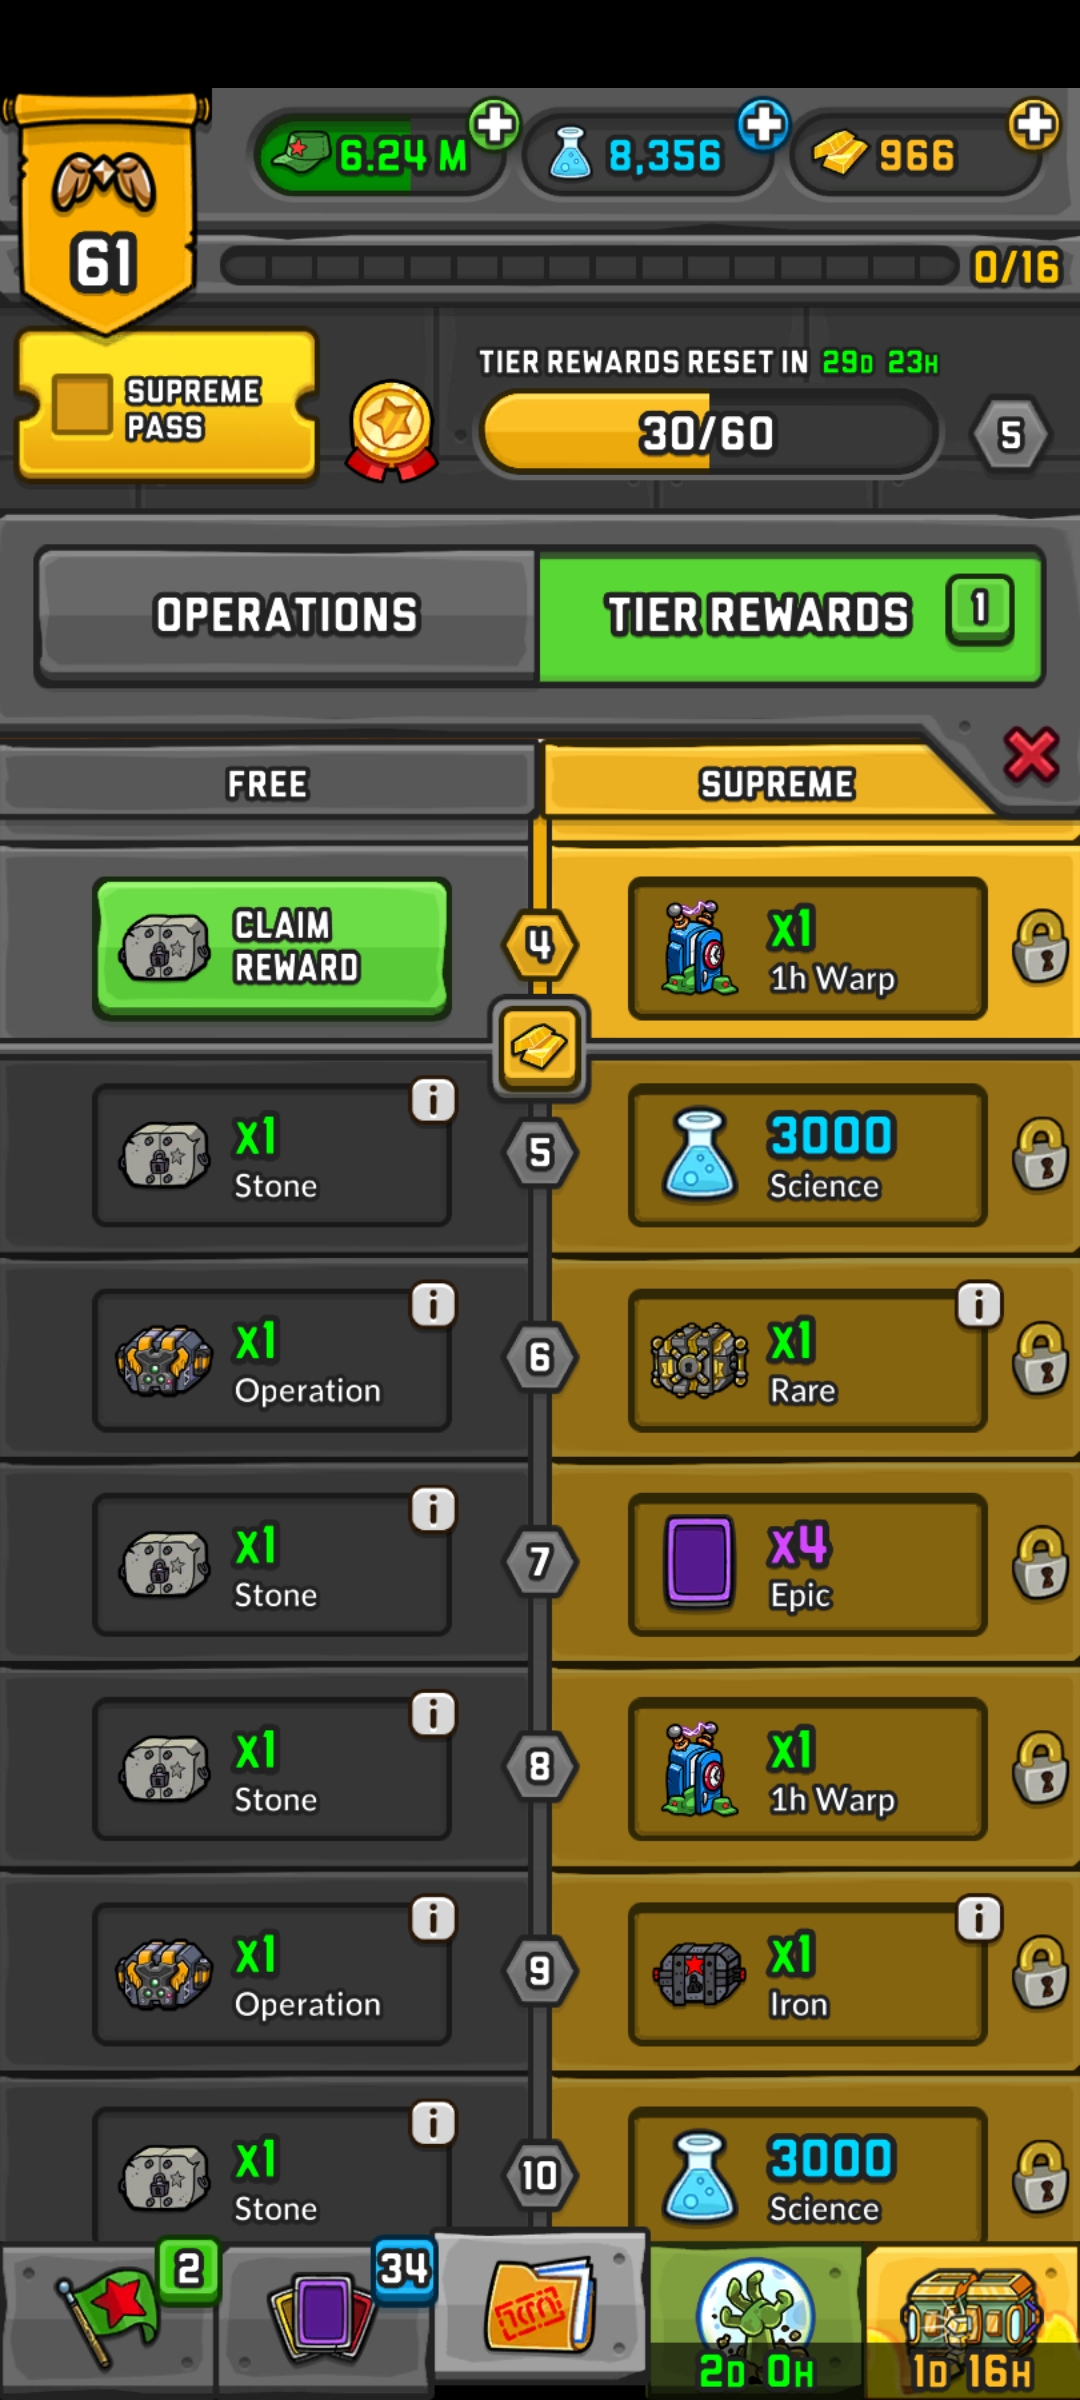 61
6.24 M
8,356
966
0/16
SUPREME
PASS
TIER REWARDS RESET IN 29D 23H
30/60
5
OPERATIONS
TIER REWARDS
1
FREE
SUPREME
CLAIM
REWARD
4
x1
1h Warp
x1
Stone
5
3000
Science
x1
Operation
6
x1
Rare
x1
Stone
7
x4
Epic
x1
Stone
8
x1
1h Warp
x1
Operation
9
x1
Iron
x1
Stone
10
3000
Science
2
34
2D 0H
1D 16H